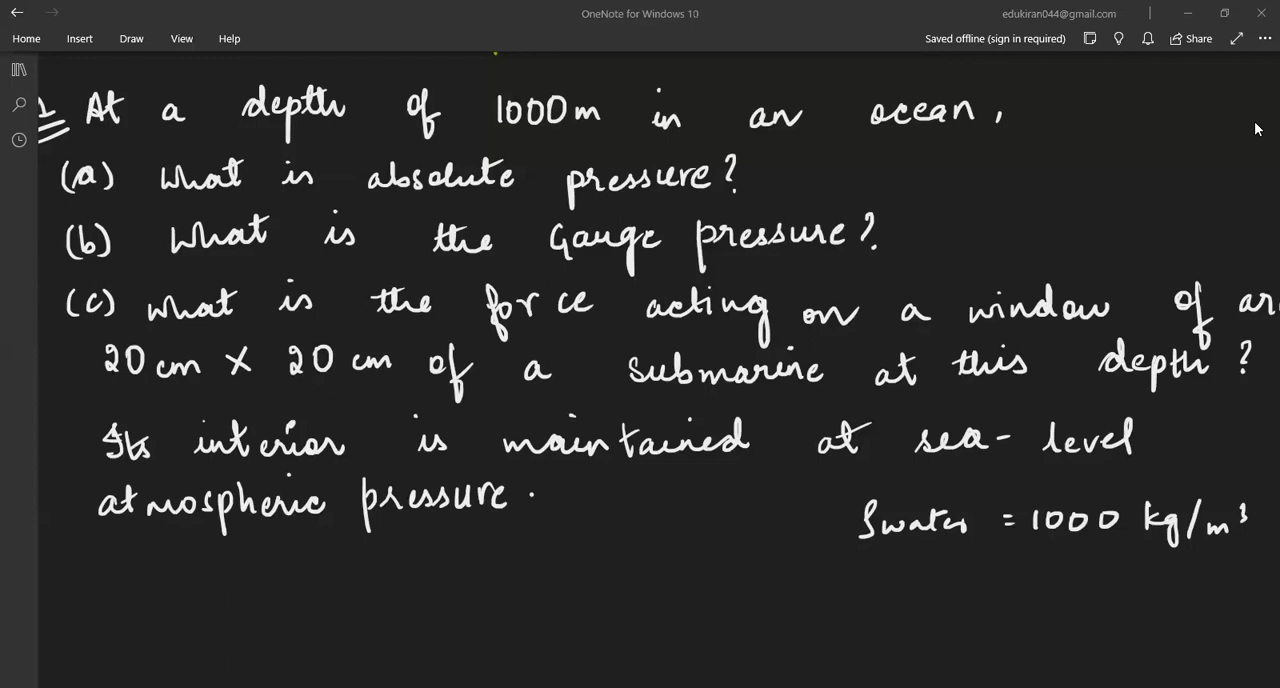 OneNote for Windows 10
edukiran044@gmail.com
Home Insert Draw View Help
Saved offline (sign in required) Share
At a depth of 1000m in an ocean,
(a) what is absolute pressure?
(b) what is the Gauge pressure?
(c) what is the force acting on a window of
20 cm × 20 cm of a submarine at this depth?
Its interior is maintained at sea-level
atmospheric pressure.
ρwater = 1000 kg/m³